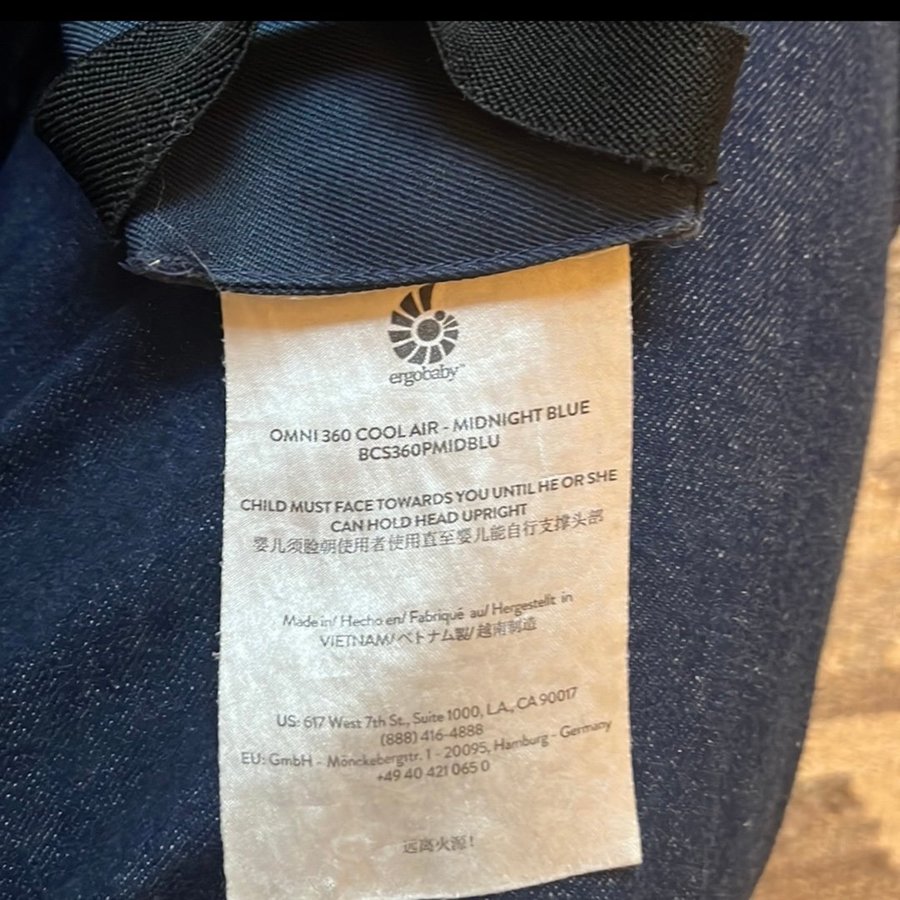 ergobaby™
OMNI 360 COOL AIR - MIDNIGHT BLUE
BCS360PMIDBLU
CHILD MUST FACE TOWARDS YOU UNTIL HE OR SHE
CAN HOLD HEAD UPRIGHT
婴儿须脸朝使用者使用直至婴儿能自行支撑头部
Made in/ Hecho en/ Fabriqué au/ Hergestellt in
VIETNAM/ベトナム製/越南制造
US: 617 West 7th St., Suite 1000, L.A., CA 90017
(888) 416-4888
EU: GmbH - Mönckebergstr. 1 - 20095, Hamburg - Germany
+49 40 421 065 0
远离火源!